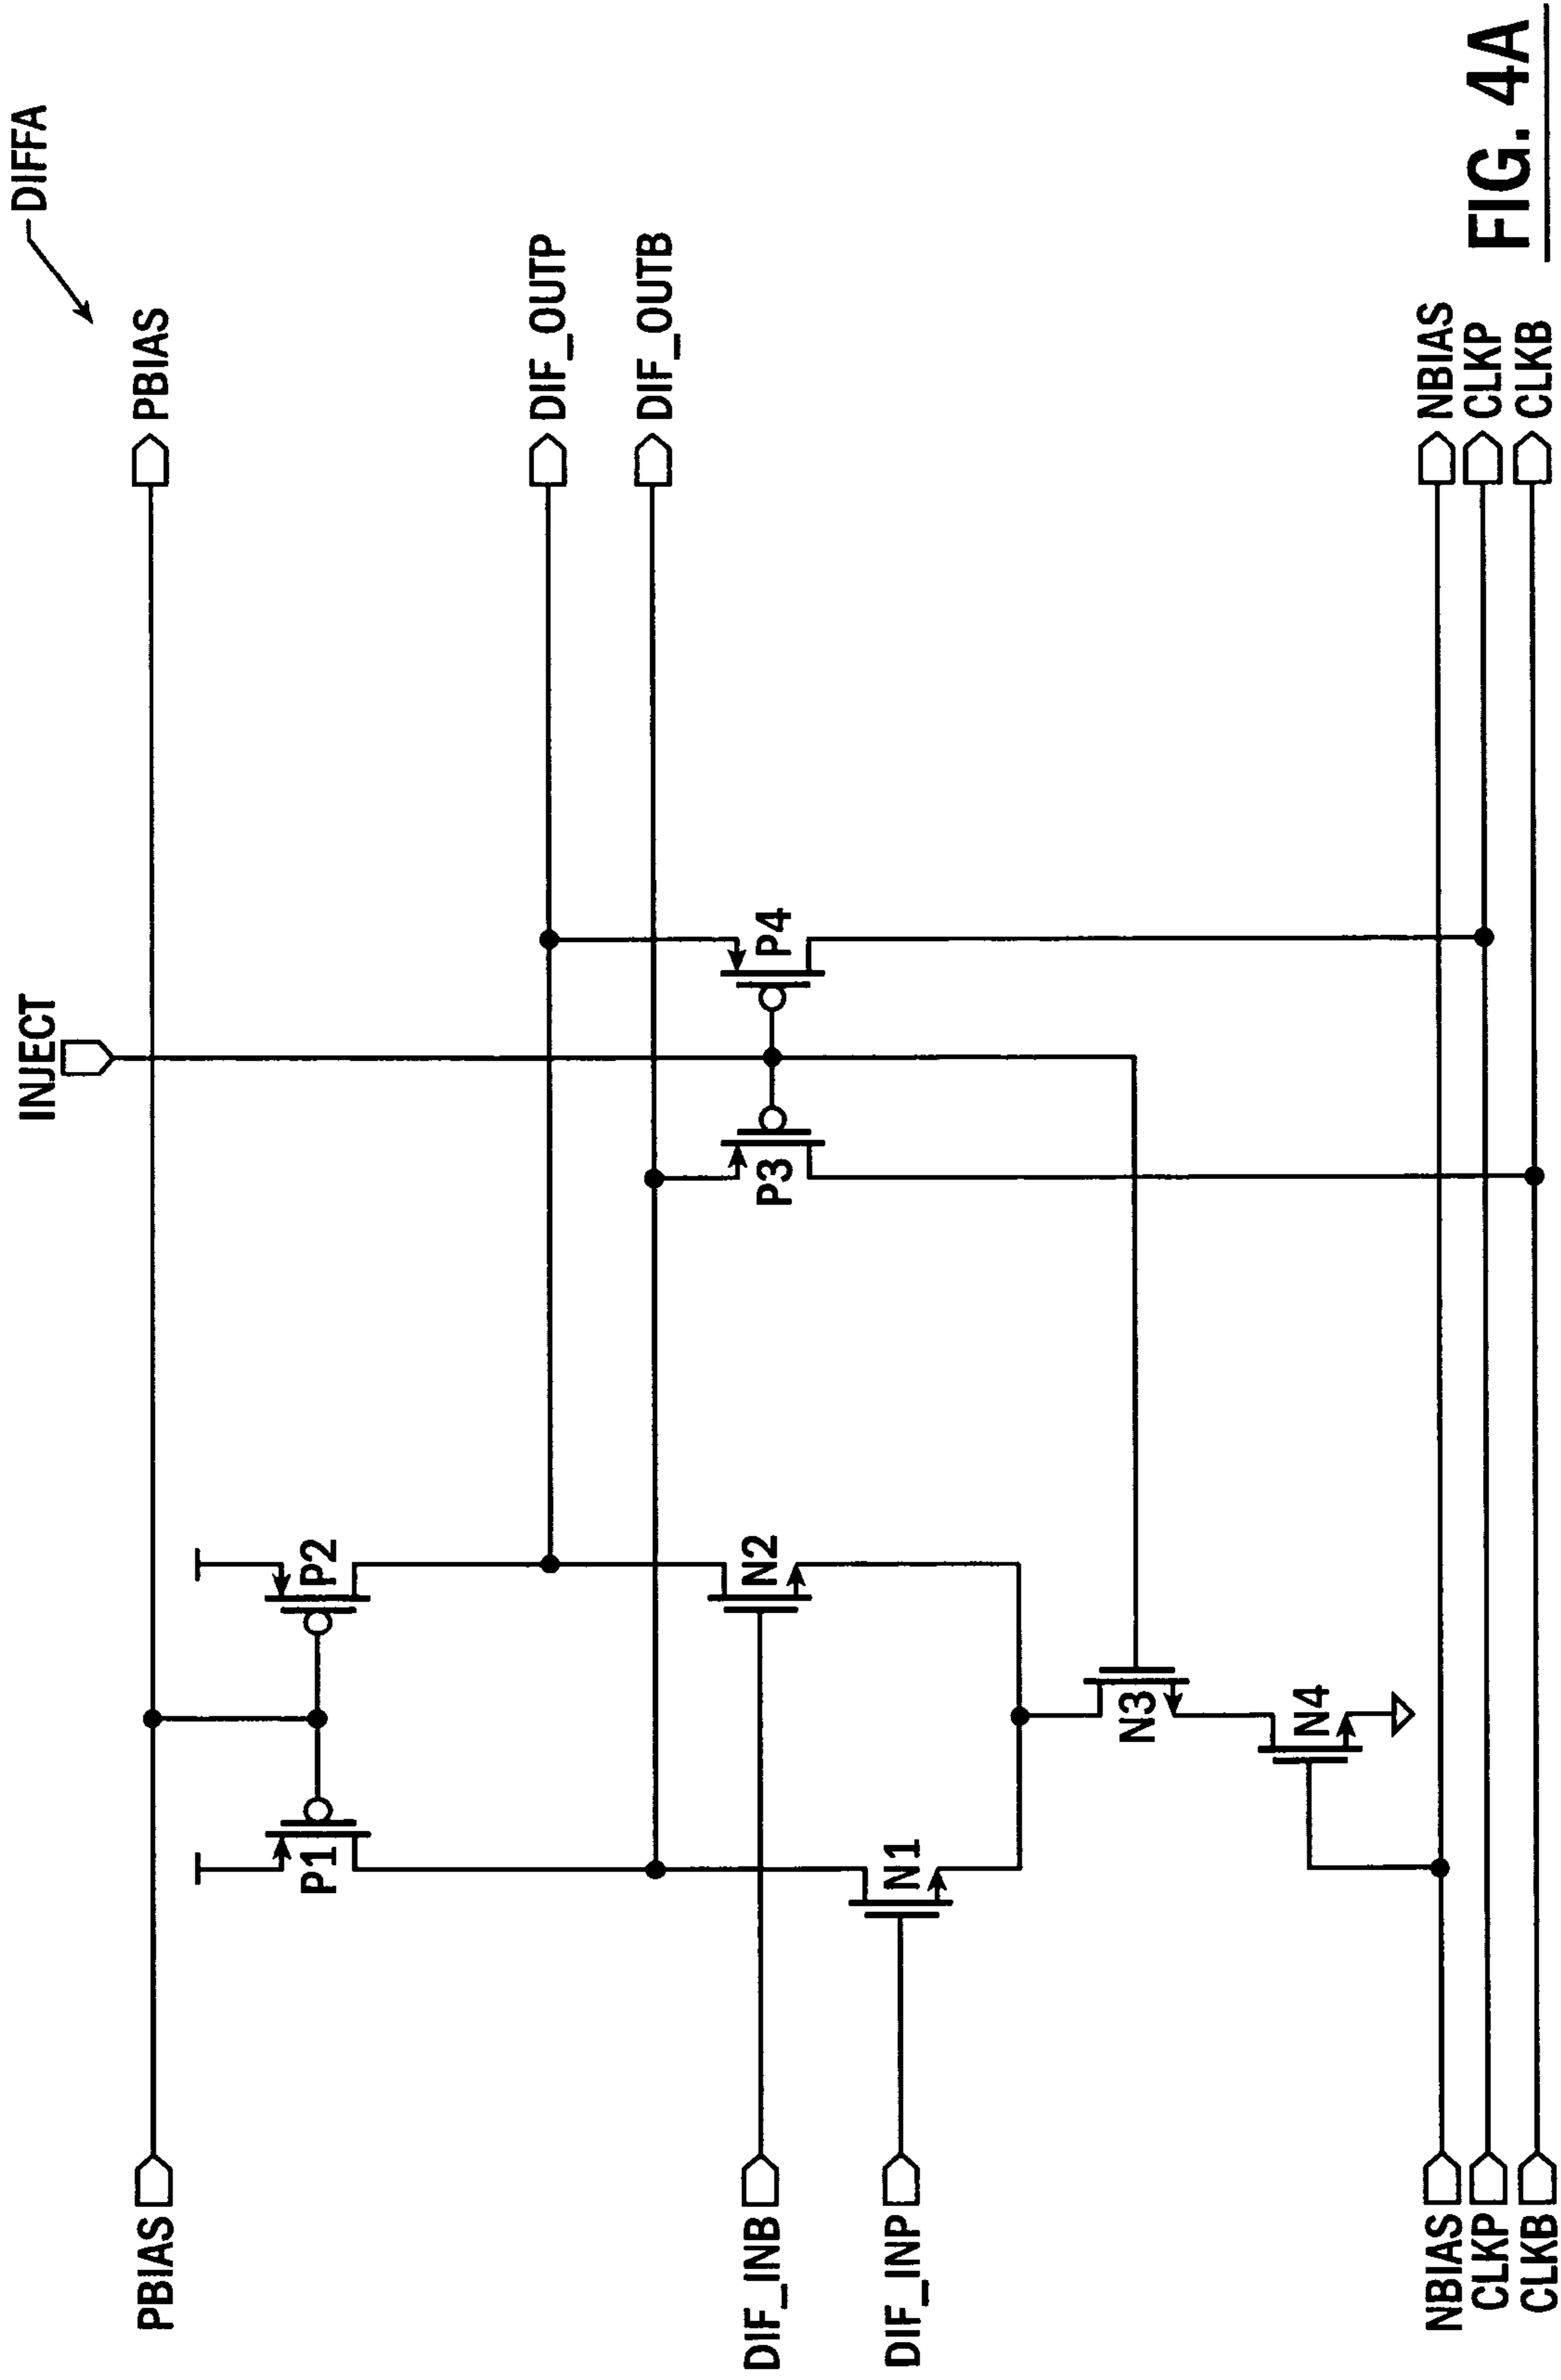 DIFFA
INJECT
PBIAS
PBIAS
P1
P2
DIF_OUTP
DIF_OUTB
DIF_INB
N2
P3
P4
DIF_INP
N1
N3
N4
NBIAS
NBIAS
CLKP
CLKP
CLKB
CLKB
FIG. 4A